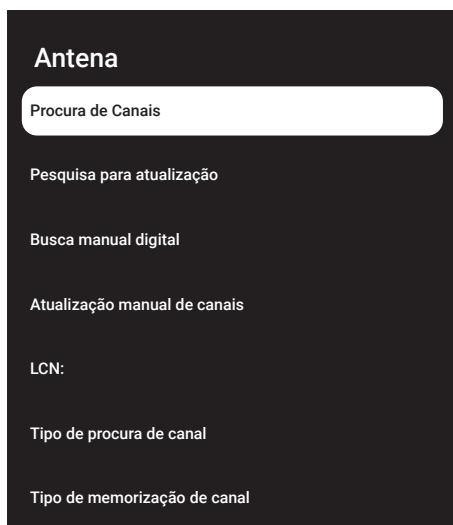 Antena
Procura de Canais
Pesquisa para atualização
Busca manual digital
Atualização manual de canais
LCN:
Tipo de procura de canal
Tipo de memorização de canal